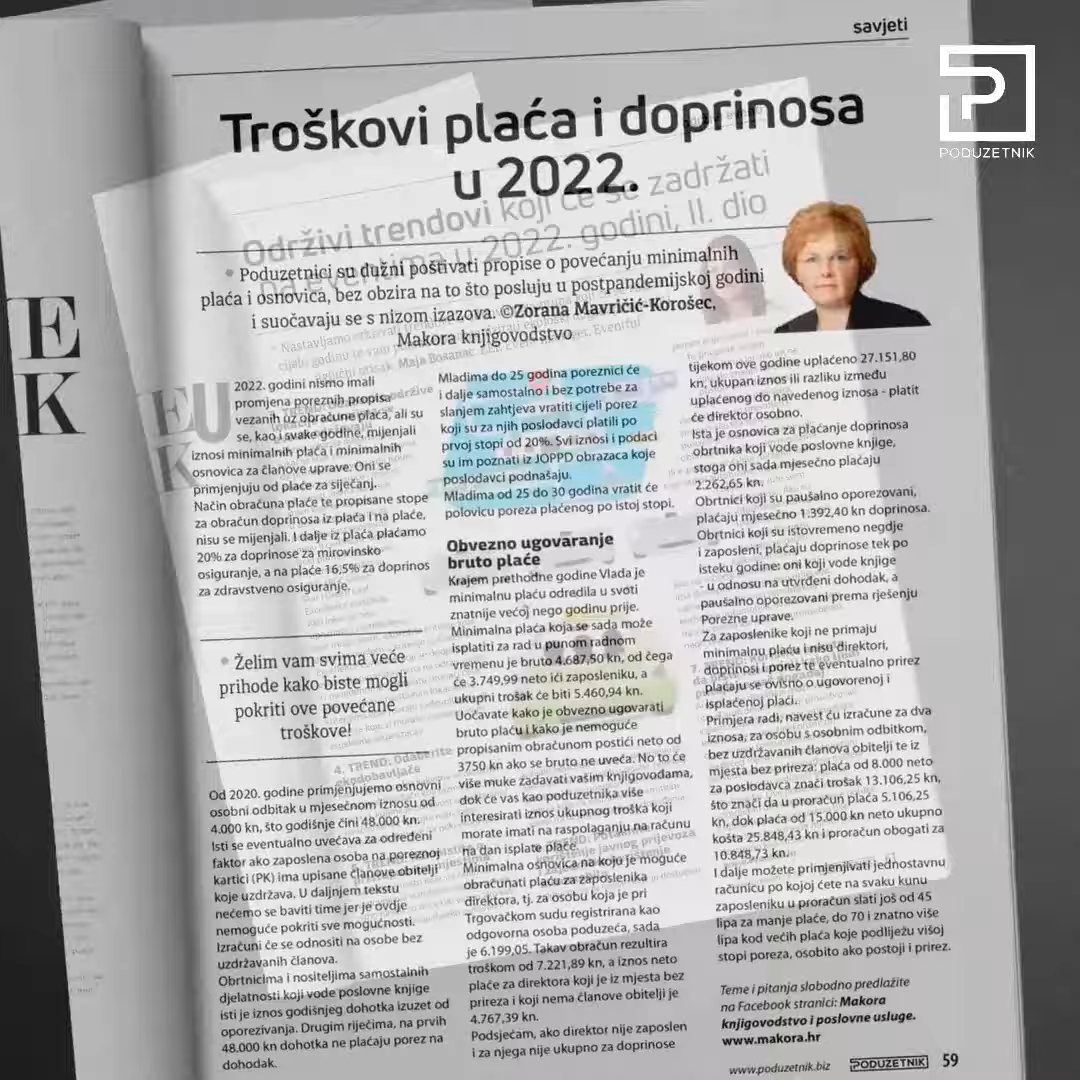 savjeti
PODUZETNIK
Troškovi plaća i doprinosa
u 2022.
Održivi trendovi koji će se zadržati
na eventima u 2022. godini, II. dio
• Poduzetnici su dužni poštivati propise o povećanju minimalnih
plaća i osnovica, bez obzira na to što posluju u postpandemijskoj godini
i suočavaju se s nizom izazova. ©Zorana Mavričić-Korošec,
Makora knjigovodstvo
E
K
EK
U 2022. godini nismo imali
promjena poreznih propisa
vezanih uz obračune plaća, ali su
se, kao i svake godine, mijenjali
iznosi minimalnih plaća i minimalnih
osnovica za članove uprave. Oni se
primjenjuju od plaće za siječanj.
Način obračuna plaće te propisane stope
za obračun doprinosa iz plaća i na plaće,
nisu se mijenjali. I dalje iz plaća plaćamo
20% za doprinose za mirovinsko
osiguranje, a na plaće 16,5% za doprinos
za zdravstveno osiguranje.
• Želim vam svima veće
prihode kako biste mogli
pokriti ove povećane
troškove!
4. TREND: Odaberite
ekodobavljače
Od 2020. godine primjenjujemo osnovni
osobni odbitak u mjesečnom iznosu od
4.000 kn, što godišnje čini 48.000 kn.
Isti se eventualno uvećava za određeni
faktor ako zaposlena osoba na poreznoj
kartici (PK) ima upisane članove obitelji
koje uzdržava. U daljnjem tekstu
nećemo se baviti time jer je ovdje
nemoguće pokriti sve mogućnosti.
Izračuni će se odnositi na osobe bez
uzdržavanih članova.
Obrtnicima i nositeljima samostalnih
djelatnosti koji vode poslovne knjige
isti je iznos godišnjeg dohotka izuzet od
oporezivanja. Drugim riječima, na prvih
48.000 kn dohotka ne plaćaju porez na
dohodak.
Mladima do 25 godina poreznici će
i dalje samostalno i bez potrebe za
slanjem zahtjeva vratiti cijeli porez
koji su za njih poslodavci platili po
prvoj stopi od 20%. Svi iznosi i podaci
su im poznati iz JOPPD obrazaca koje
poslodavci podnašaju.
Mladima od 25 do 30 godina vratit će
polovicu poreza plaćenog po istoj stopi.
Obvezno ugovaranje
bruto plaće
Krajem prethodne godine Vlada je
minimalnu plaću odredila u svoti
znatnije većoj nego godinu prije.
Minimalna plaća koja se sada može
isplatiti za rad u punom radnom
vremenu je bruto 4.687,50 kn, od čega
će 3.749,99 neto ići zaposleniku, a
ukupni trošak će biti 5.460,94 kn.
Uočavate kako je obvezno ugovarati
bruto plaću i kako je nemoguće
propisanim obračunom postići neto od
3750 kn ako se bruto ne uveća. No to će
više muke zadavati vašim knjigovođama,
dok će vas kao poduzetnika više
interesirati iznos ukupnog troška koji
morate imati na raspolaganju na računu
na dan isplate plaće.
Minimalna osnovica na koju je moguće
obračunati plaću za zaposlenika
direktora, tj. za osobu koja je pri
Trgovačkom sudu registrirana kao
odgovorna osoba poduzeća, sada
je 6.199,05. Takav obračun rezultira
troškom od 7.221,89 kn, a iznos neto
plaće za direktora koji je iz mjesta bez
prireza i koji nema članove obitelji je
4.767,39 kn.
Podsjećam, ako direktor nije zaposlen
i za njega nije ukupno za doprinose
tijekom ove godine uplaćeno 27.151,80
kn, ukupan iznos ili razliku između
uplaćenog do navedenog iznosa - platit
će direktor osobno.
Ista je osnovica za plaćanje doprinosa
obrtnika koji vode poslovne knjige,
stoga oni sada mjesečno plaćaju
2.262,65 kn.
Obrtnici koji su paušalno oporezovani,
plaćaju mjesečno 1.392,40 kn doprinosa.
Obrtnici koji su istovremeno negdje
i zaposleni, plaćaju doprinose tek po
isteku godine: oni koji vode knjige
- u odnosu na utvrđeni dohodak, a
paušalno oporezovani prema rješenju
Porezne uprave.
Za zaposlenike koji ne primaju
minimalnu plaću i nisu direktori,
doprinosi i porez te eventualno prirez
plaćaju se ovisno o ugovorenoj i
isplaćenoj plaći.
Primjera radi, navest ću izračune za dva
iznosa, za osobu s osobnim odbitkom,
bez uzdržavanih članova obitelji te iz
mjesta bez prireza: plaća od 8.000 neto
za poslodavca znači trošak 13.106,25 kn,
što znači da u proračun plaća 5.106,25
kn, dok plaća od 15.000 kn neto ukupno
košta 25.848,43 kn i proračun obogati za
10.848,73 kn.
I dalje možete primjenjivati jednostavnu
računicu po kojoj ćete na svaku kunu
zaposleniku u proračun slati još od 45
lipa za manje plaće, do 70 i znatno više
lipa kod većih plaća koje podliježu višoj
stopi poreza, osobito ako postoji i prirez.
Teme i pitanja slobodno predlažite
na Facebook stranici: Makora
knjigovodstvo i poslovne usluge.
www.makora.hr
www.poduzetnik.biz PODUZETNIK 59